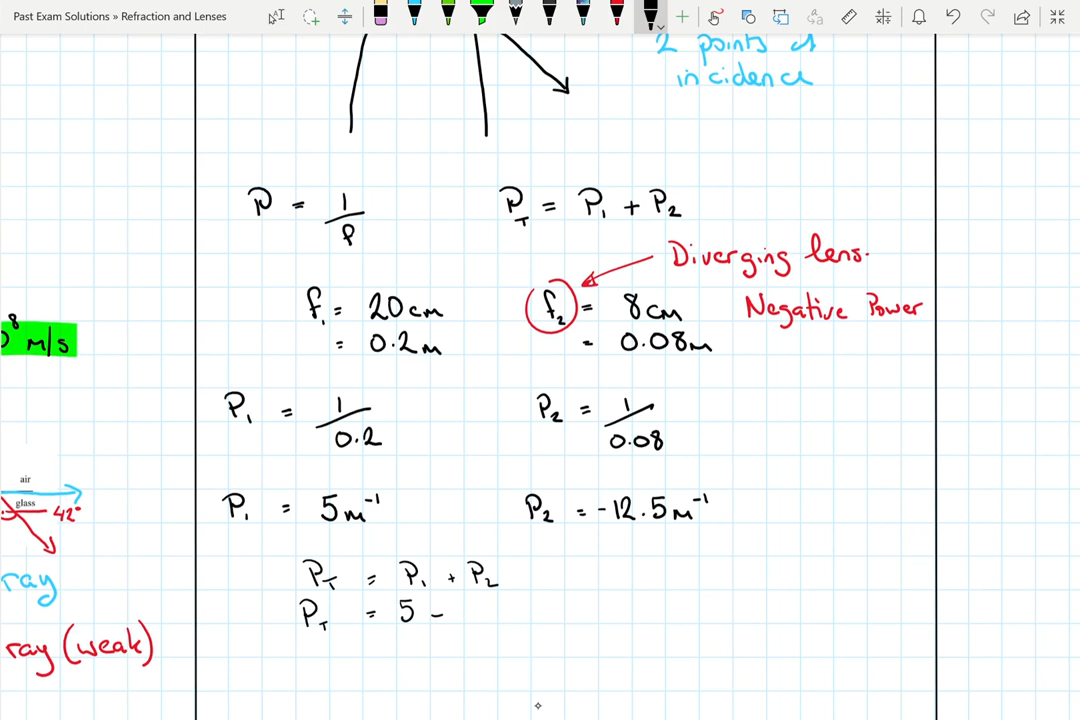 Past Exam Solutions » Refraction and Lenses
2 points of
incidence
P = 1/f
P_T = P_1 + P_2
Diverging lens.
Negative Power
f_1 = 20cm
= 0.2m
f_2 = 8cm
= 0.08m
8 m/s
P_1 = 1/0.2
P_2 = 1/0.08
P_1 = 5m⁻¹
P_2 = -12.5m⁻¹
air
glass
42°
ray
ray (weak)
P_T = P_1 + P_2
P_T = 5 -